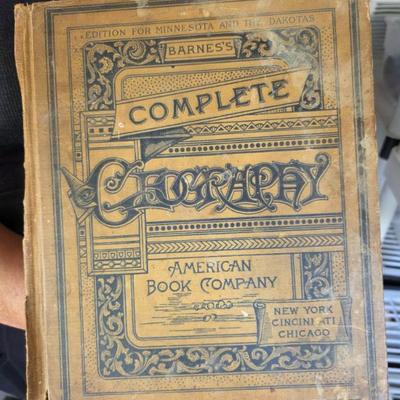 EDITION FOR MINNESOTA AND THE DAKOTAS
BARNES'S
COMPLETE
GEOGRAPHY
AMERICAN
BOOK COMPANY
NEW YORK
CINCINNATI
CHICAGO